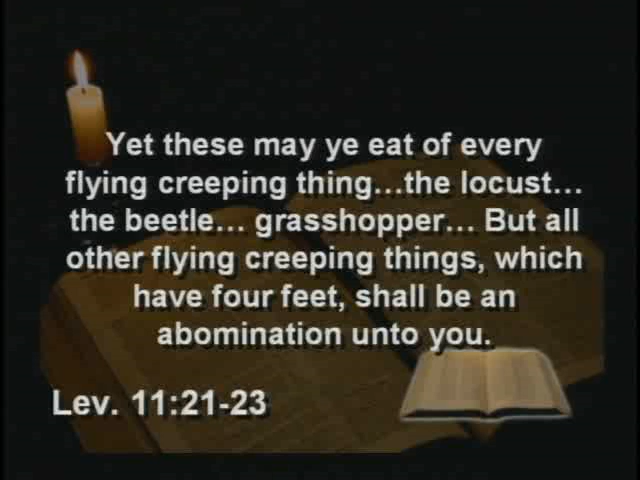 Yet these may ye eat of every
flying creeping thing...the locust...
the beetle... grasshopper... But all
other flying creeping things, which
have four feet, shall be an
abomination unto you.
Lev. 11:21-23